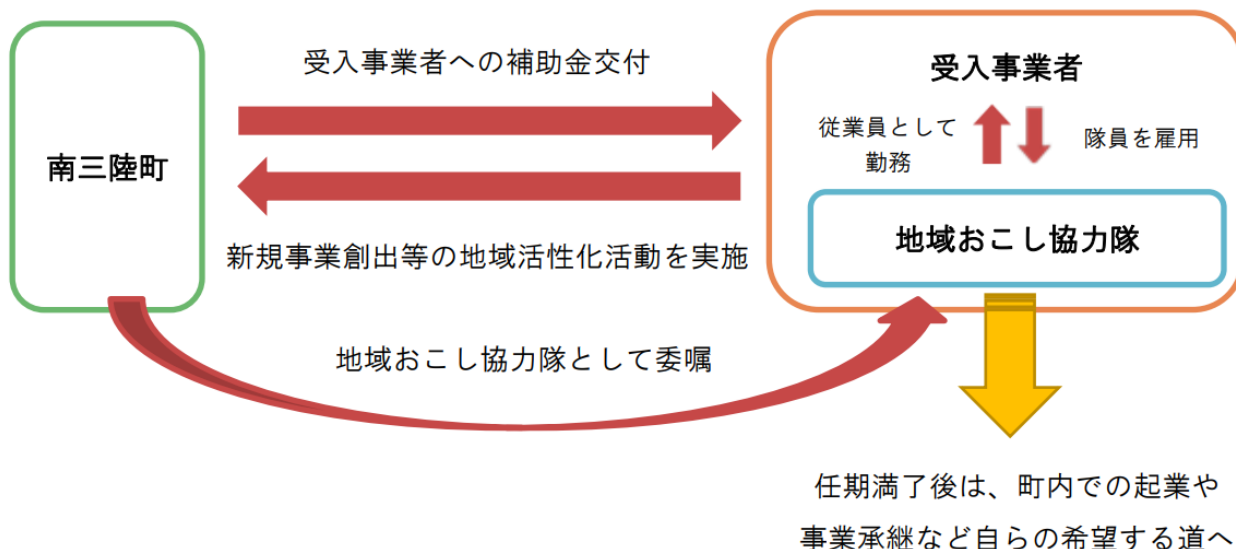 南三陸町
受入事業者への補助金交付
新規事業創出等の地域活性化活動を実施
地域おこし協力隊として委嘱
受入事業者
従業員として
勤務
隊員を雇用
地域おこし協力隊
任期満了後は、町内での起業や
事業承継など自らの希望する道へ